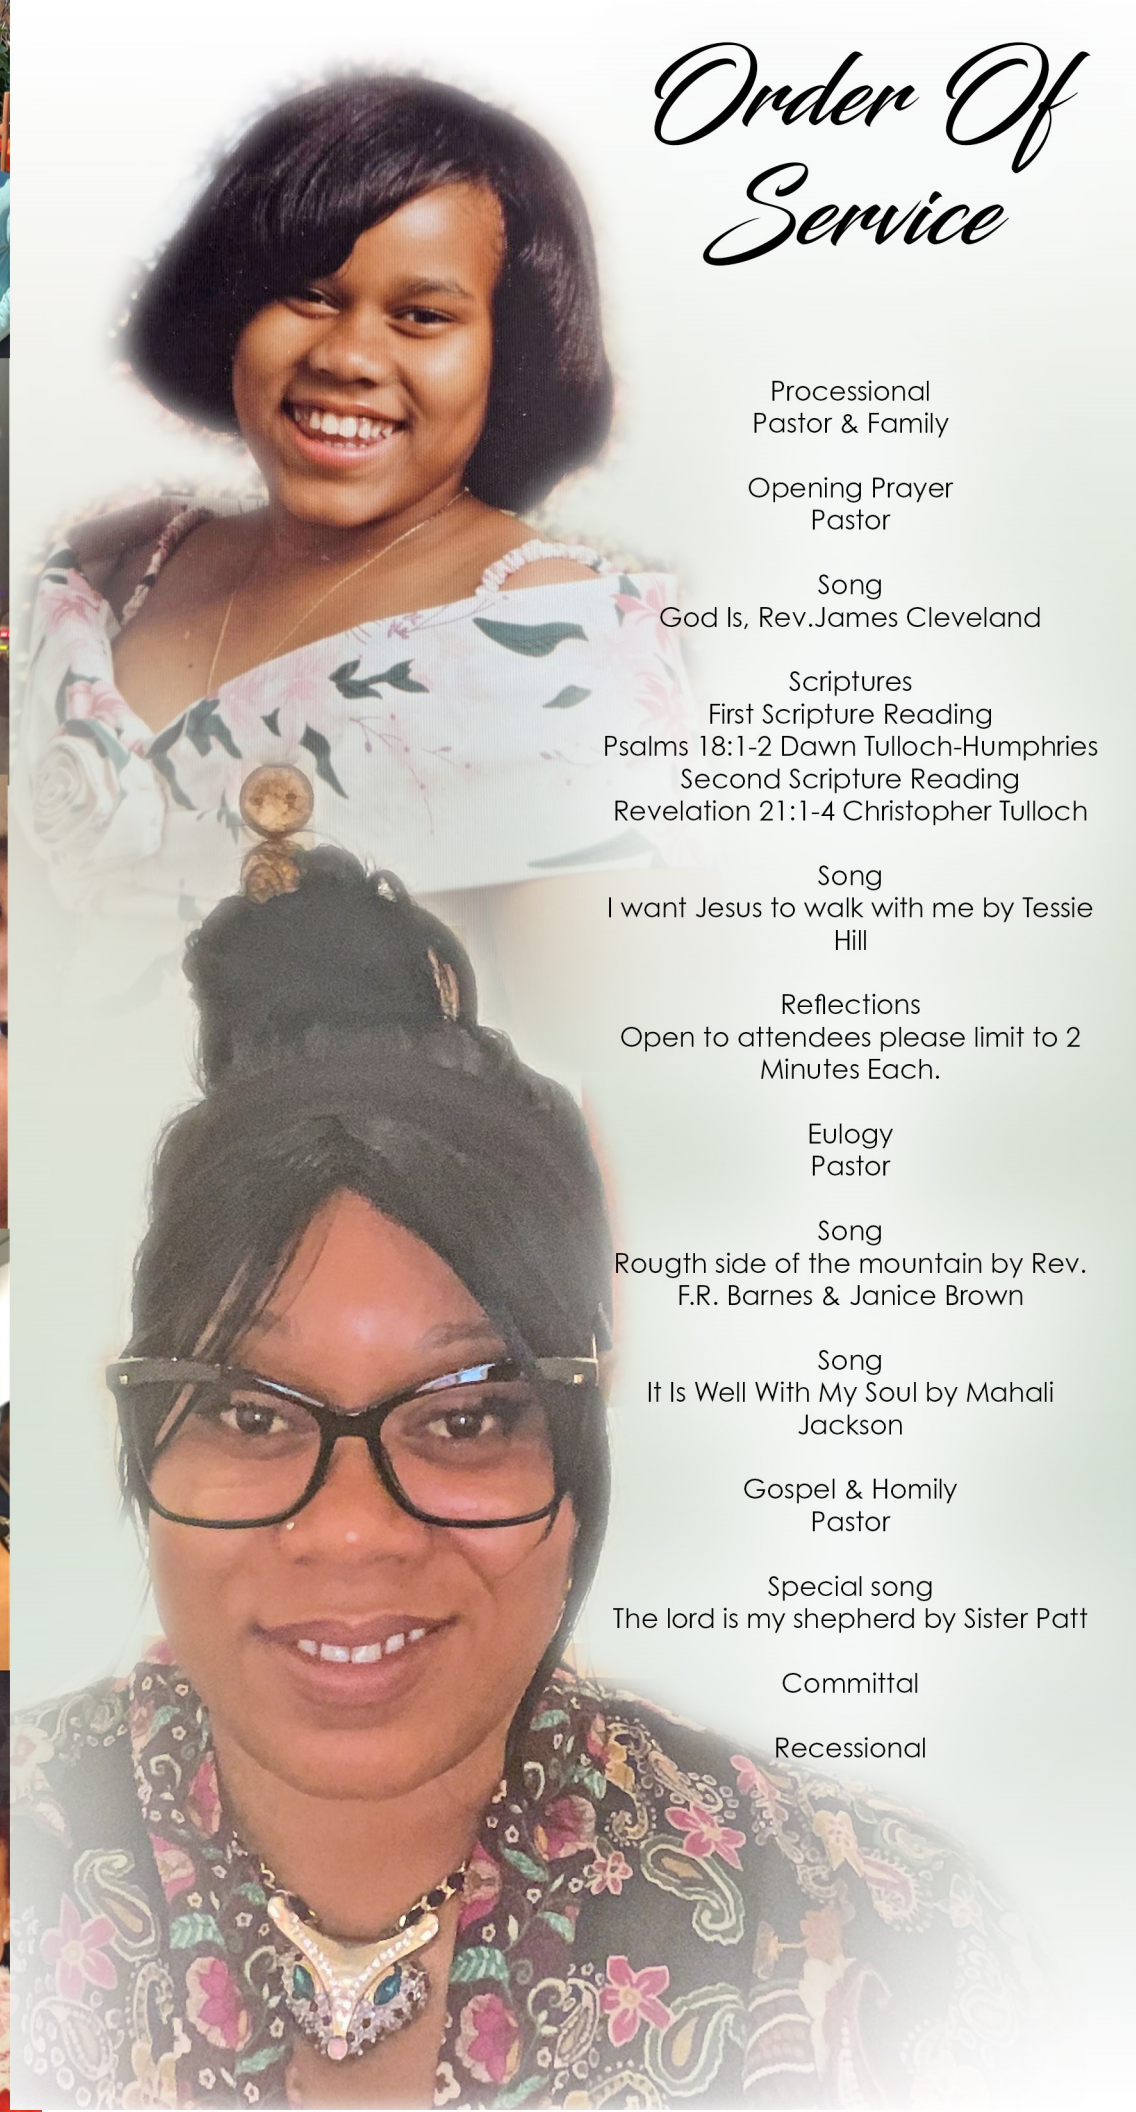 Order Of
Service
Processional
Pastor & Family
Opening Prayer
Pastor
Song
God Is, Rev.James Cleveland
Scriptures
First Scripture Reading
Psalms 18:1-2 Dawn Tulloch-Humphries
Second Scripture Reading
Revelation 21:1-4 Christopher Tulloch
Song
I want Jesus to walk with me by Tessie
Hill
Reflections
Open to attendees please limit to 2
Minutes Each.
Eulogy
Pastor
Song
Rougth side of the mountain by Rev.
F.R. Barnes & Janice Brown
Song
It Is Well With My Soul by Mahali
Jackson
Gospel & Homily
Pastor
Special song
The lord is my shepherd by Sister Patt
Committal
Recessional